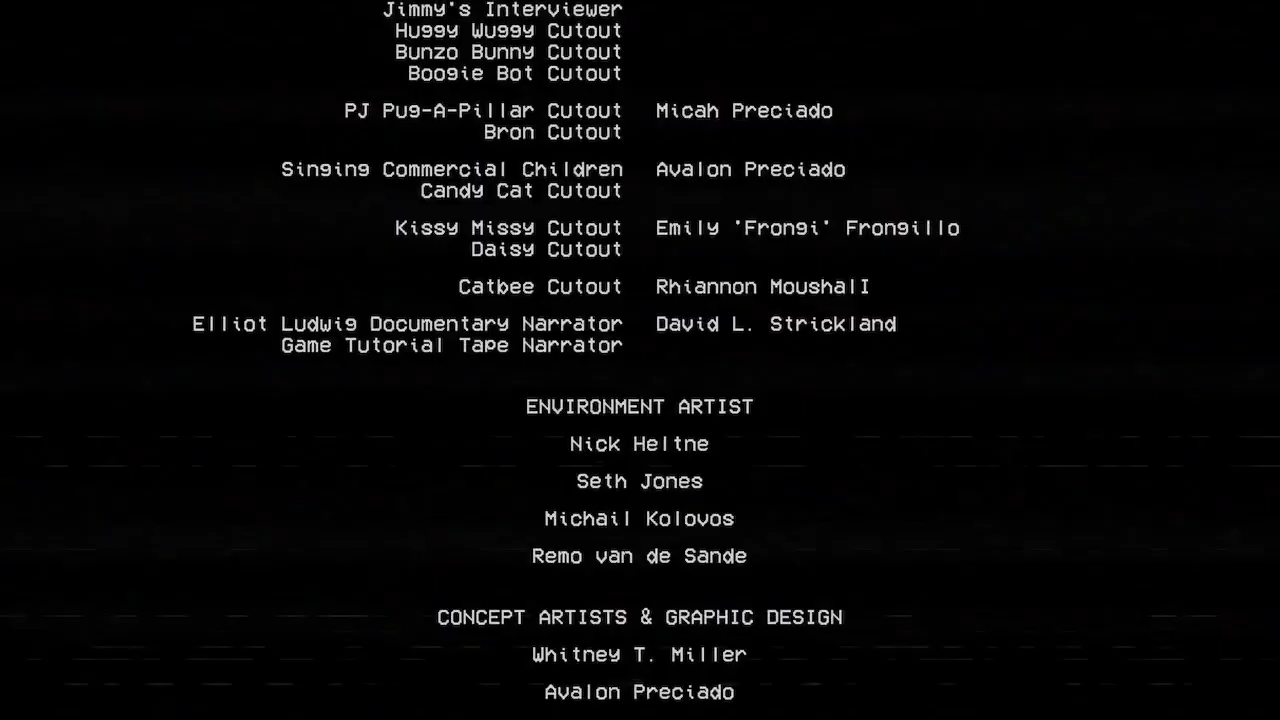 Jimmy's Interviewer
Huggy Wuggy Cutout
Bunzo Bunny Cutout
Boogie Bot Cutout
PJ Pug-A-Pillar Cutout Micah Preciado
Bron Cutout
Singing Commercial Children Avalon Preciado
Candy Cat Cutout
Kissy Missy Cutout Emily 'Frongi' Frongillo
Daisy Cutout
Catbee Cutout Rhiannon Moushall
Elliot Ludwig Documentary Narrator David L. Strickland
Game Tutorial Tape Narrator
ENVIRONMENT ARTIST
Nick Heltne
Seth Jones
Michail Kolovos
Remo van de Sande
CONCEPT ARTISTS & GRAPHIC DESIGN
Whitney T. Miller
Avalon Preciado